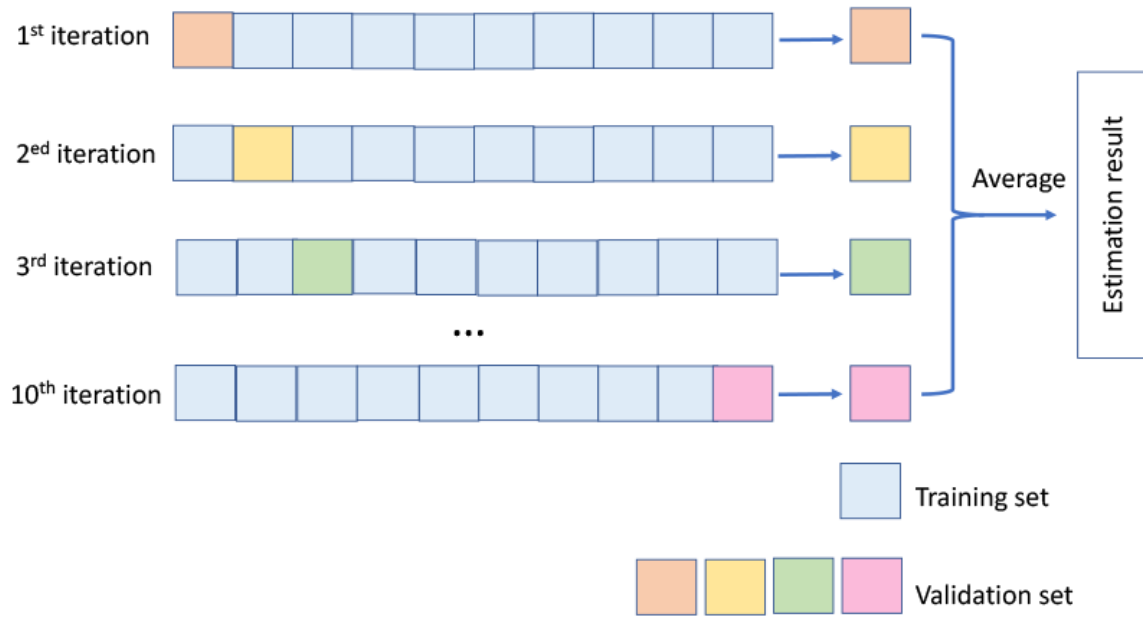 1st iteration
2ed iteration
Average
3rd iteration
...
10th iteration
Estimation result
Training set
Validation set